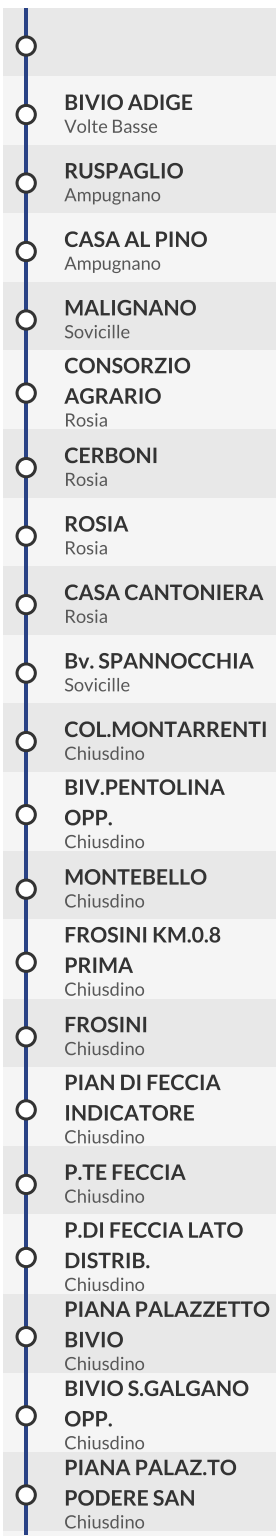 BIVIO ADIGE
Volte Basse
RUSPAGLIO
Ampugnano
CASA AL PINO
Ampugnano
MALIGNANO
Sovicille
CONSORZIO
AGRARIO
Rosia
CERBONI
Rosia
ROSIA
Rosia
CASA CANTONIERA
Rosia
Bv. SPANNOCCHIA
Sovicille
COL.MONTARRENTI
Chiusdino
BIV.PENTOLINA
OPP.
Chiusdino
MONTEBELLO
Chiusdino
FROSINI KM.0.8
PRIMA
Chiusdino
FROSINI
Chiusdino
PIAN DI FECCIA
INDICATORE
Chiusdino
P.TE FECCIA
Chiusdino
P.DI FECCIA LATO
DISTRIB.
Chiusdino
PIANA PALAZZETTO
BIVIO
Chiusdino
BIVIO S.GALGANO
OPP.
Chiusdino
PIANA PALAZ.TO
PODERE SAN
Chiusdino